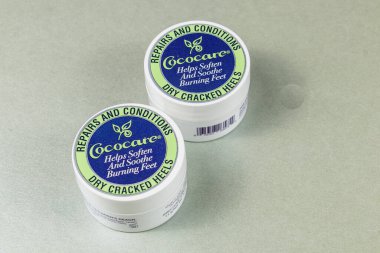 REPAIRS AND CONDITIONS
Cococare®
Helps Soften
And Soothe
Burning Feet
DRY CRACKED HEELS
REPAIRS AND CONDITIONS
Cococare®
Helps Soften
And Soothe
Burning Feet
DRY CRACKED HEELS